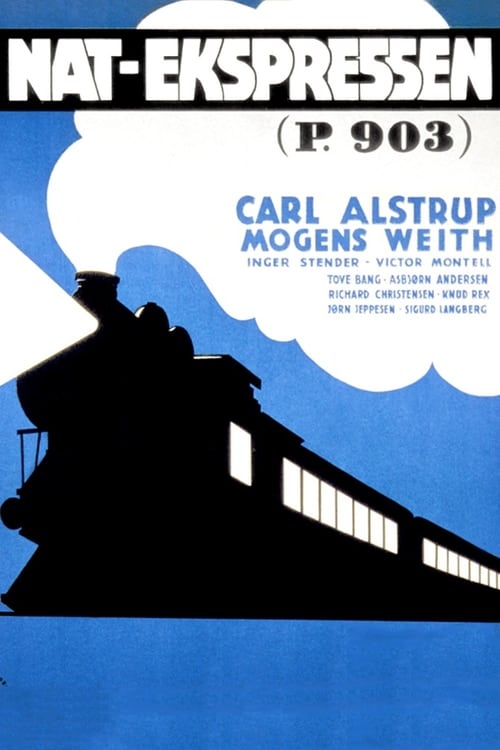 NAT-EKSPRESSEN
(P. 903)
CARL ALSTRUP
MOGENS WEITH
INGER STENDER - VICTOR MONTELL
TOVE BANG · ASBJØRN ANDERSEN
RICHARD CHRISTENSEN · KNUD REX
JØRN JEPPESEN · SIGURD LANGBERG